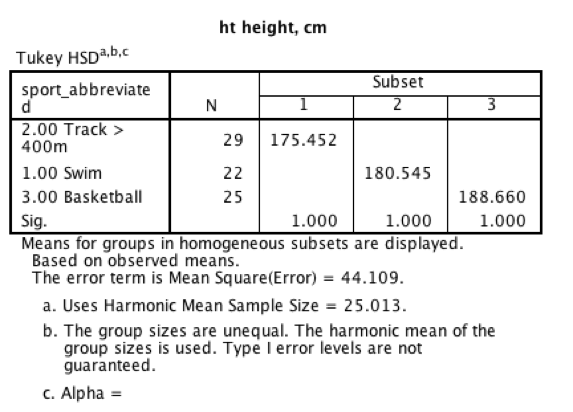 ht height, cm
Tukey HSDa,b,c
sport_abbreviate
d
N
Subset
1 2 3
2.00 Track >
400m
29 175.452
1.00 Swim 22 180.545
3.00 Basketball 25 188.660
Sig. 1.000 1.000 1.000
Means for groups in homogeneous subsets are displayed.
Based on observed means.
The error term is Mean Square(Error) = 44.109.
a. Uses Harmonic Mean Sample Size = 25.013.
b. The group sizes are unequal. The harmonic mean of the
group sizes is used. Type I error levels are not
guaranteed.
c. Alpha =